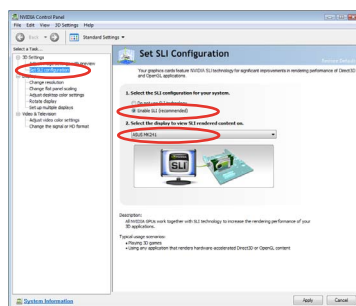 NVIDIA Control Panel
File Edit View 3D Settings Help
Back
Standard Settings
Select a Task...
3D Settings
Set SLI configuration
Change resolution
Change flat panel scaling
Adjust desktop color settings
Rotate display
Set up multiple displays
Video & Television
Adjust video color settings
Change the signal or HD format
System Information
Set SLI Configuration
Restore Defaults
Your graphics cards feature NVIDIA SLI technology for significant improvements in rendering performance of Direct3D
and OpenGL applications.
1. Select the SLI configuration for your system.
Do not use SLI technology
Enable SLI (recommended)
2. Select the display to view SLI rendered content on.
ASUS MK241
SLI
Description:
All NVIDIA GPUs work together with SLI technology to increase the rendering performance of your
3D applications.
Typical usage scenarios:
• Playing 3D games
• Using any application that renders hardware accelerated Direct3D or OpenGL content
Apply
Cancel